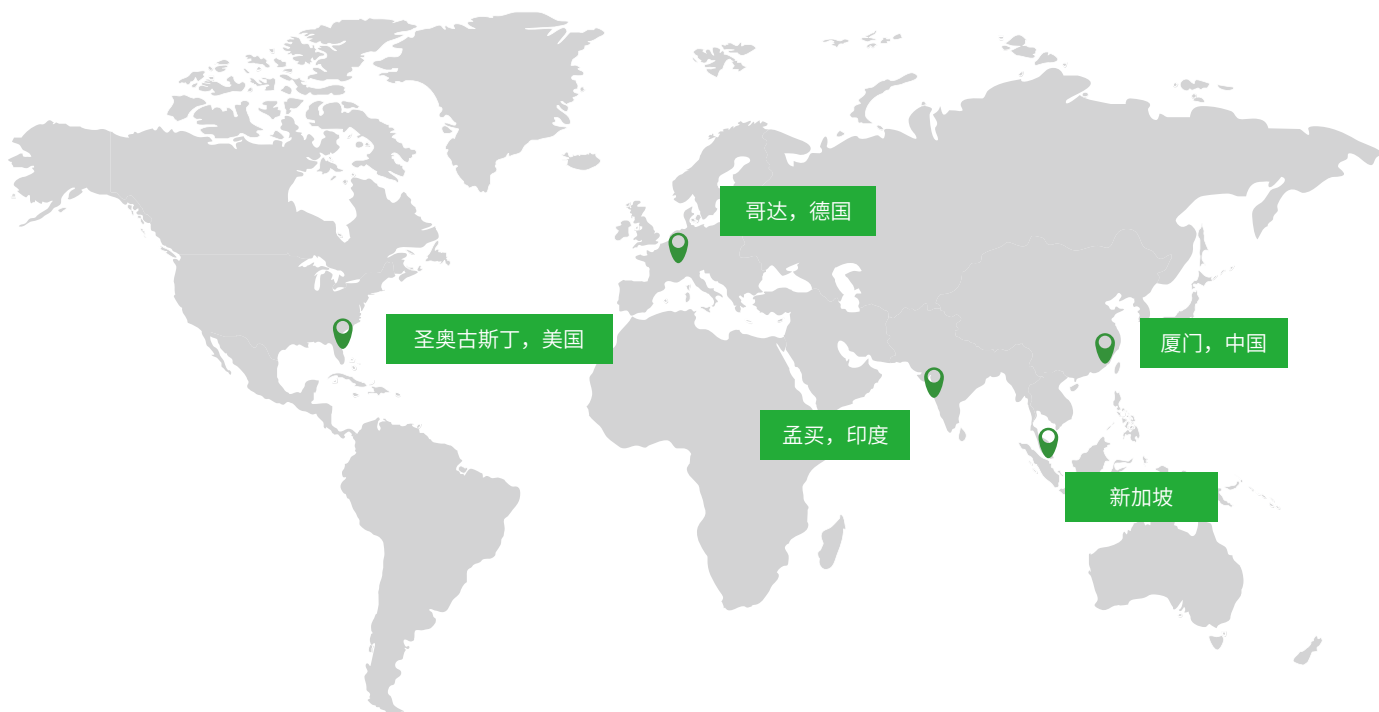 哥达，德国
圣奥古斯丁，美国
厦门，中国
孟买，印度
新加坡